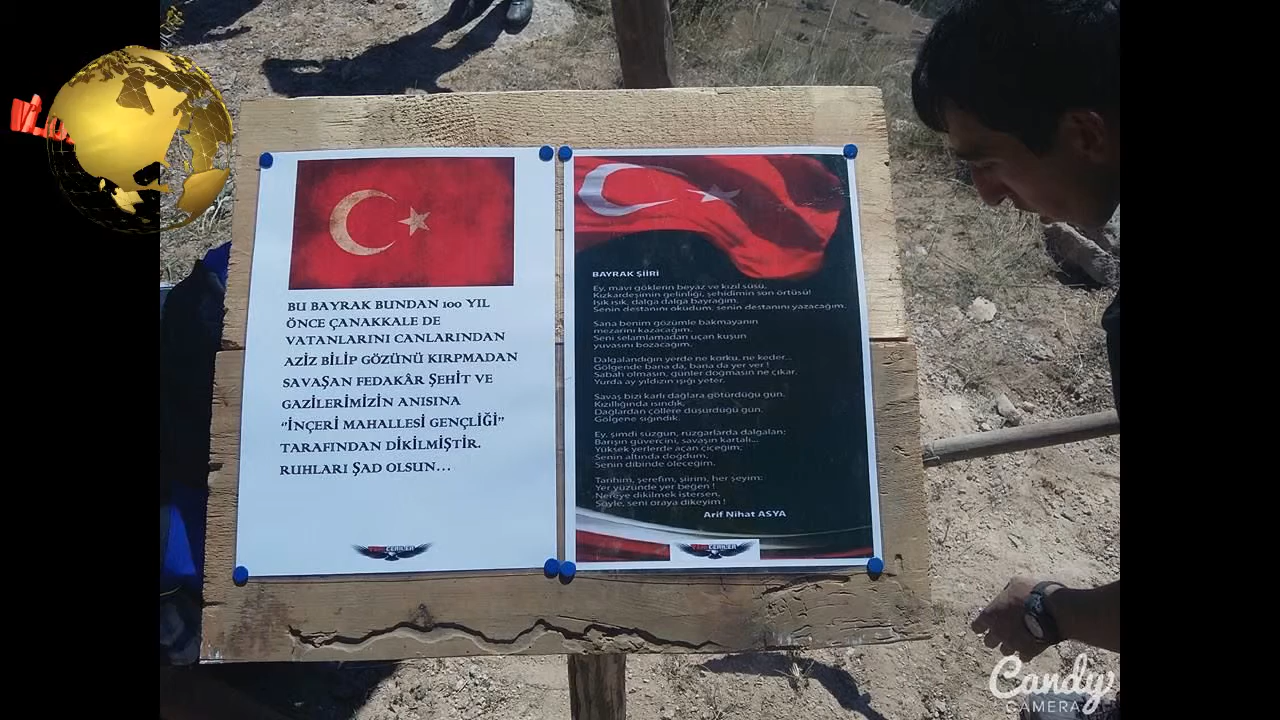 BU BAYRAK BUNDAN 100 YIL
ÖNCE ÇANAKKALE DE
VATANLARINI CANLARINDAN
AZİZ BİLİP GÖZÜNÜ KIRPMADAN
SAVAŞAN FEDAKÂR ŞEHİT VE
GAZİLERİMİZİN ANISINA
“İNÇERİ MAHALLESİ GENÇLİĞİ”
TARAFINDAN DİKİLMİŞTİR.
RUHLARI ŞAD OLSUN...
YENİÇERİLER
BAYRAK ŞİİRİ
Ey, mavi göklerin beyaz ve kızıl süsü,
Kızkardeşimin gelinliği, şehidimin son örtüsü!
Işık ışık, dalga dalga bayrağım,
Senin destanını okudum, senin destanını yazacağım.
Sana benim gözümle bakmayanın
mezarını kazacağım.
Seni selamlamadan uçan kuşun
yuvasını bozacağım.
Dalgalandığın yerde ne korku, ne keder...
Gölgende bana da, bana da yer ver !
Sabah olmasın, günler doğmasın ne çıkar.
Yurda ay yıldızın ışığı yeter.
Savaş bizi karlı dağlara götürdüğü gün.
Kızıllığında ısındık,
Dağlardan çöllere düşürdüğü gün.
Gölgene sığındık.
Ey, şimdi süzgün, rüzgarlarda dalgalan;
Barışın güvercini, savaşın kartalı...
Yüksek yerlerde açan çiçeğim;
Senin altında doğdum,
Senin dibinde öleceğim.
Tarihim, şerefim, şiirim, her şeyim;
Yer yüzünde yer beğen !
Nereye dikilmek istersen,
Söyle, seni oraya dikeyim !
Arif Nihat ASYA
YENİÇERİLER
Candy
CAMERA